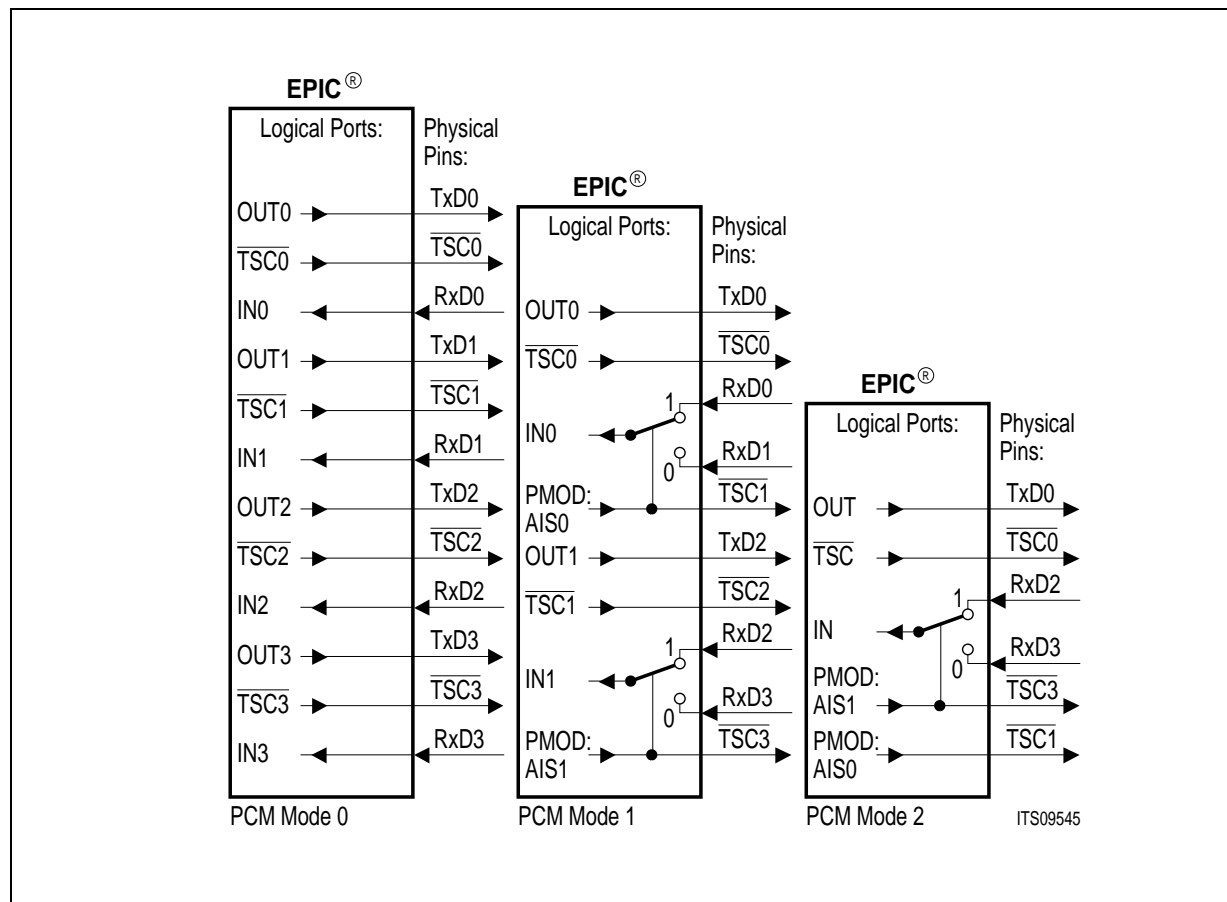 EPIC®
Logical Ports:
Physical
Pins:
OUT0
TxD0
TSC0
TSC0
IN0
RxD0
OUT1
TxD1
TSC1
TSC1
IN1
RxD1
OUT2
TxD2
TSC2
TSC2
IN2
RxD2
OUT3
TxD3
TSC3
TSC3
IN3
RxD3
PCM Mode 0
EPIC®
Logical Ports:
Physical
Pins:
OUT0
TxD0
TSC0
TSC0
1
RxD0
IN0
0
RxD1
PMOD:
AIS0
TSC1
OUT1
TxD2
TSC1
TSC2
1
RxD2
IN1
0
RxD3
PMOD:
AIS1
TSC3
PCM Mode 1
EPIC®
Logical Ports:
Physical
Pins:
OUT
TxD0
TSC
TSC0
1
RxD2
IN
0
RxD3
PMOD:
AIS1
TSC3
PMOD:
AIS0
TSC1
PCM Mode 2
ITS09545